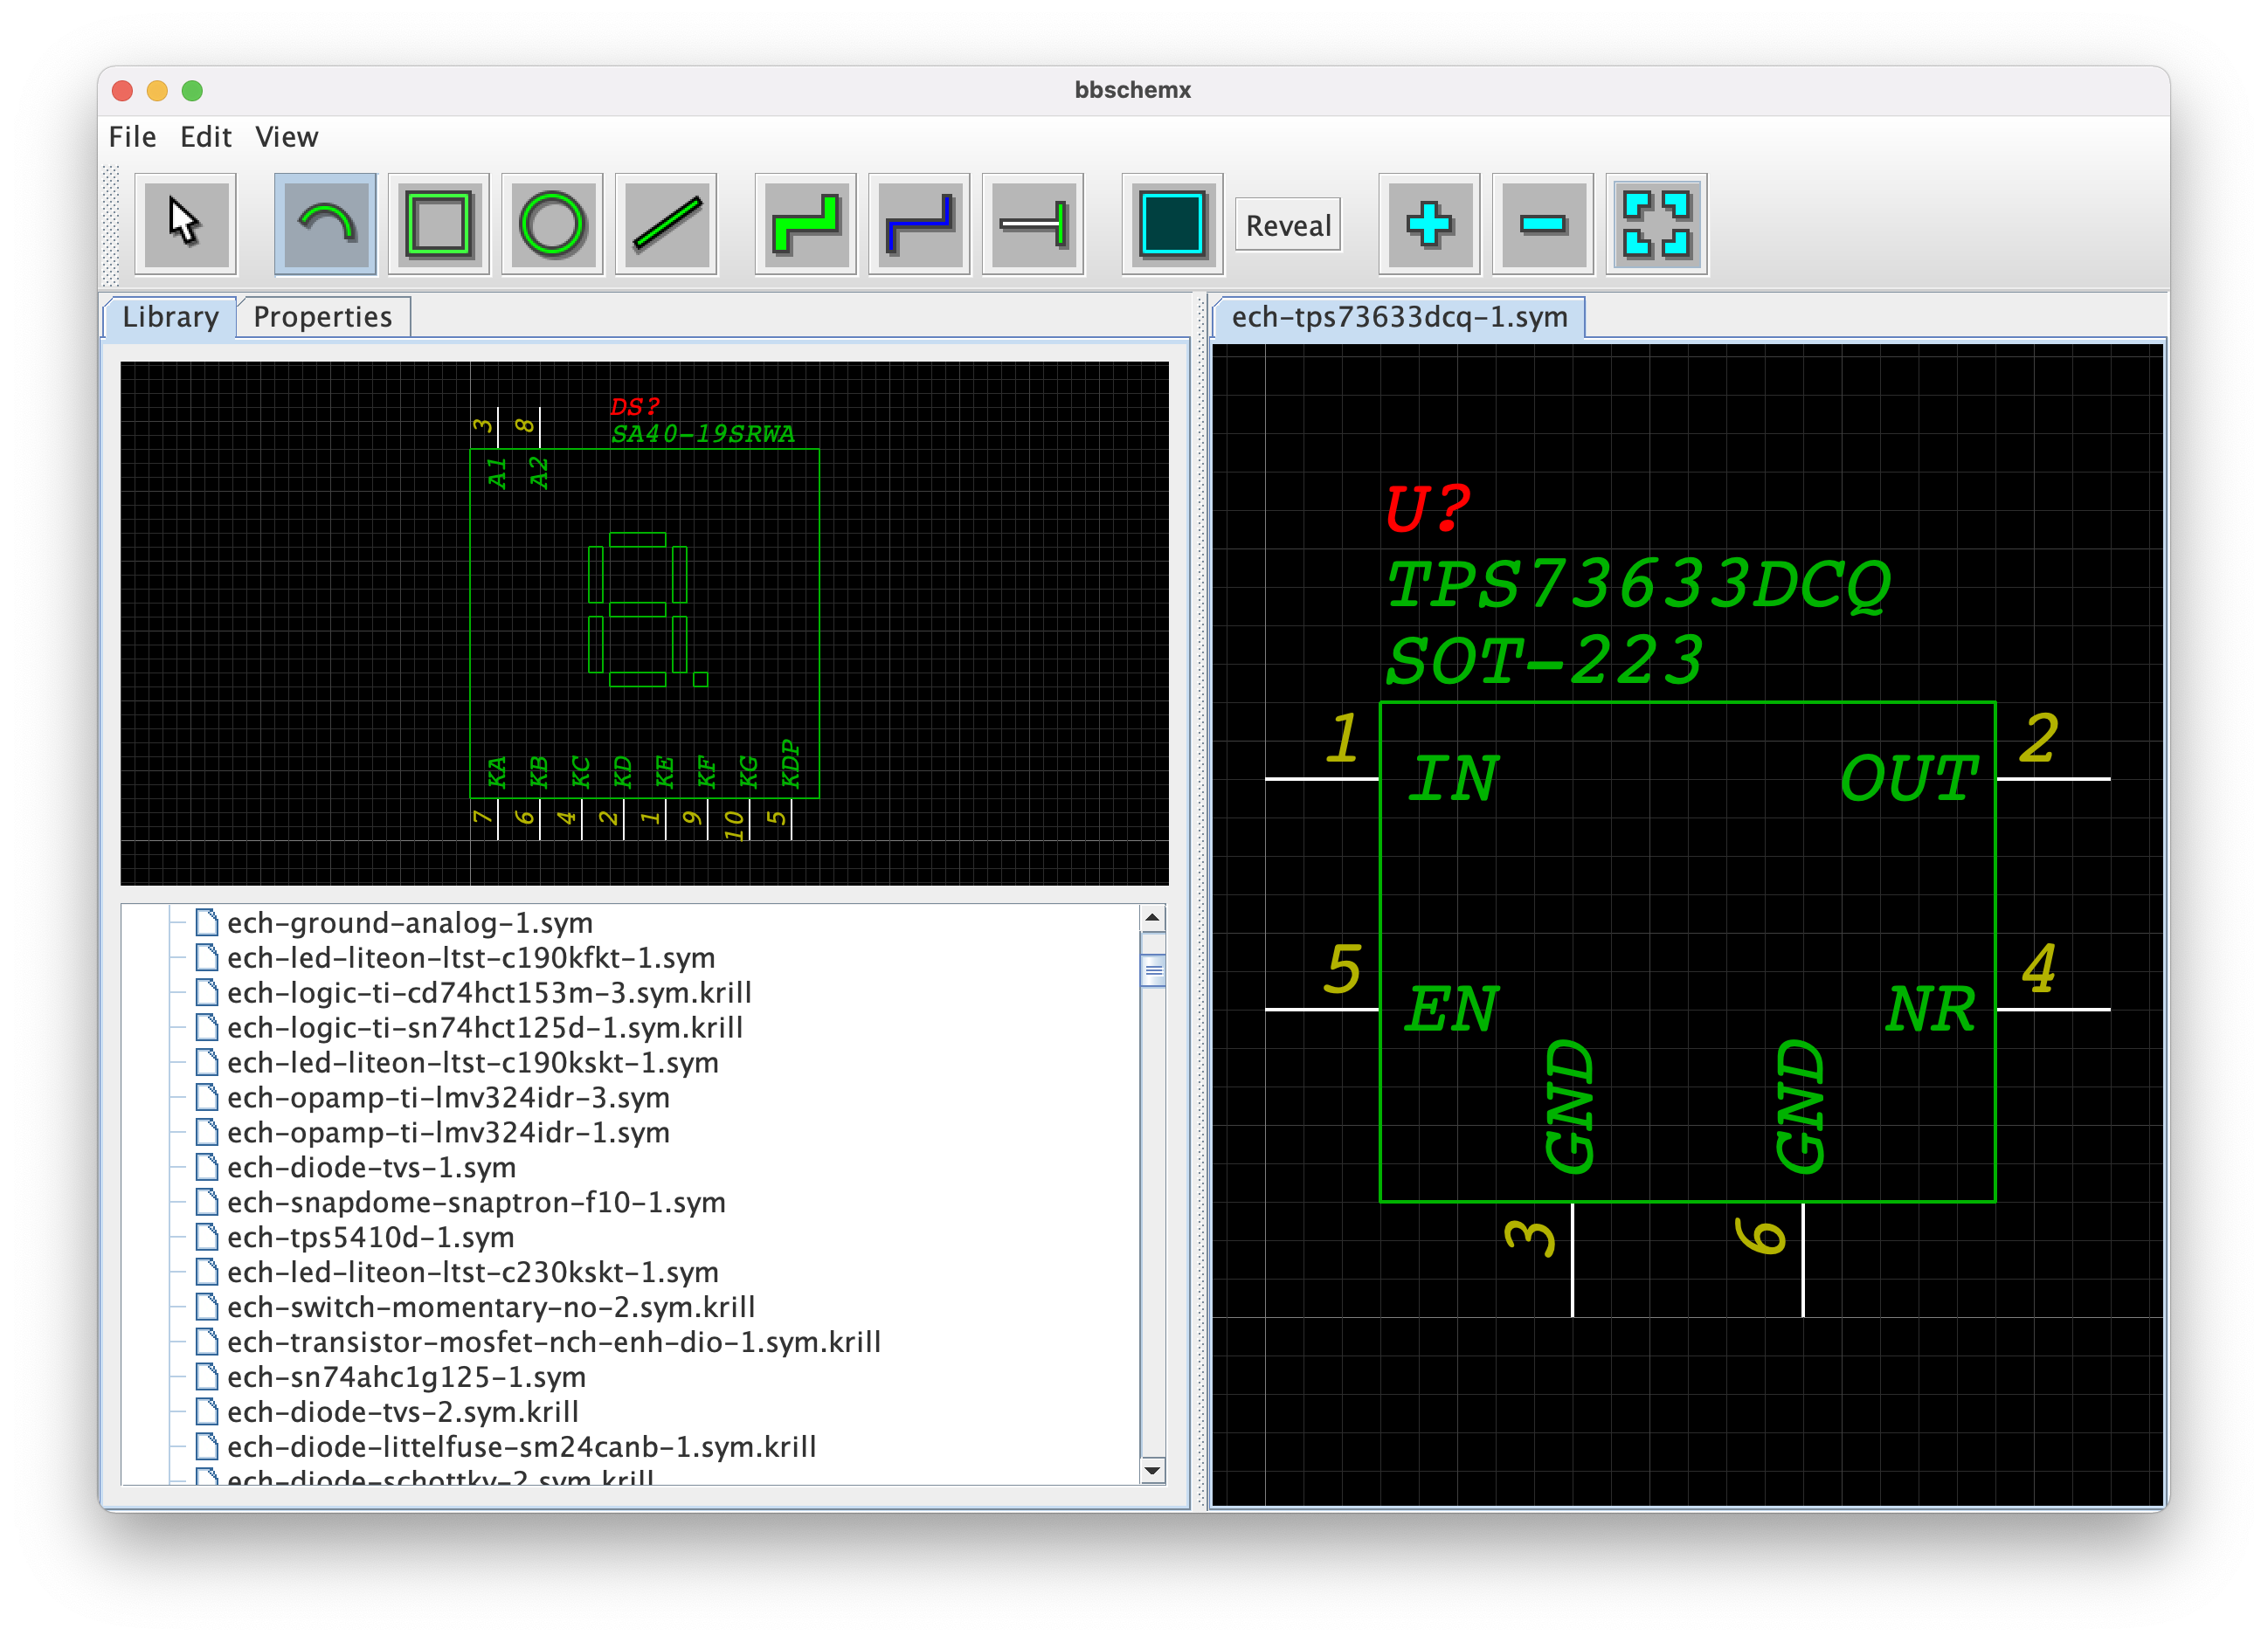 bbschemx
File Edit View
Reveal
Library Properties
3 8
DS?
SA40-19SRWA
A1 A2
KA KB KC KD KE KF KG KDP
7 6 4 2 1 9 10 5
ech-ground-analog-1.sym
ech-led-liteon-ltst-c190kfkt-1.sym
ech-logic-ti-cd74hct153m-3.sym.krill
ech-logic-ti-sn74hct125d-1.sym.krill
ech-led-liteon-ltst-c190kskt-1.sym
ech-opamp-ti-lmv324idr-3.sym
ech-opamp-ti-lmv324idr-1.sym
ech-diode-tvs-1.sym
ech-snapdome-snaptron-f10-1.sym
ech-tps5410d-1.sym
ech-led-liteon-ltst-c230kskt-1.sym
ech-switch-momentary-no-2.sym.krill
ech-transistor-mosfet-nch-enh-dio-1.sym.krill
ech-sn74ahc1g125-1.sym
ech-diode-tvs-2.sym.krill
ech-diode-littelfuse-sm24canb-1.sym.krill
ech-diode-schottky-2.sym.krill
ech-tps73633dcq-1.sym
U?
TPS73633DCQ
SOT-223
1 2
IN OUT
5 4
EN NR
GND GND
3 6